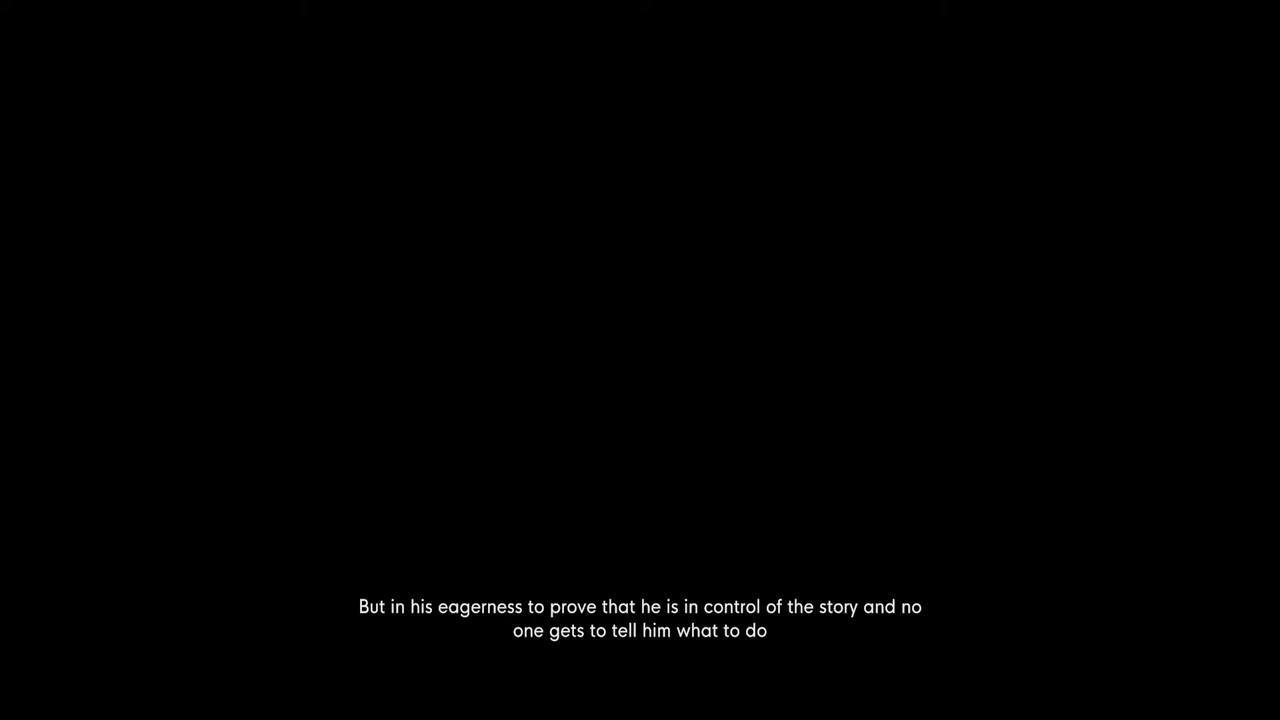 But in his eagerness to prove that he is in control of the story and no
one gets to tell him what to do